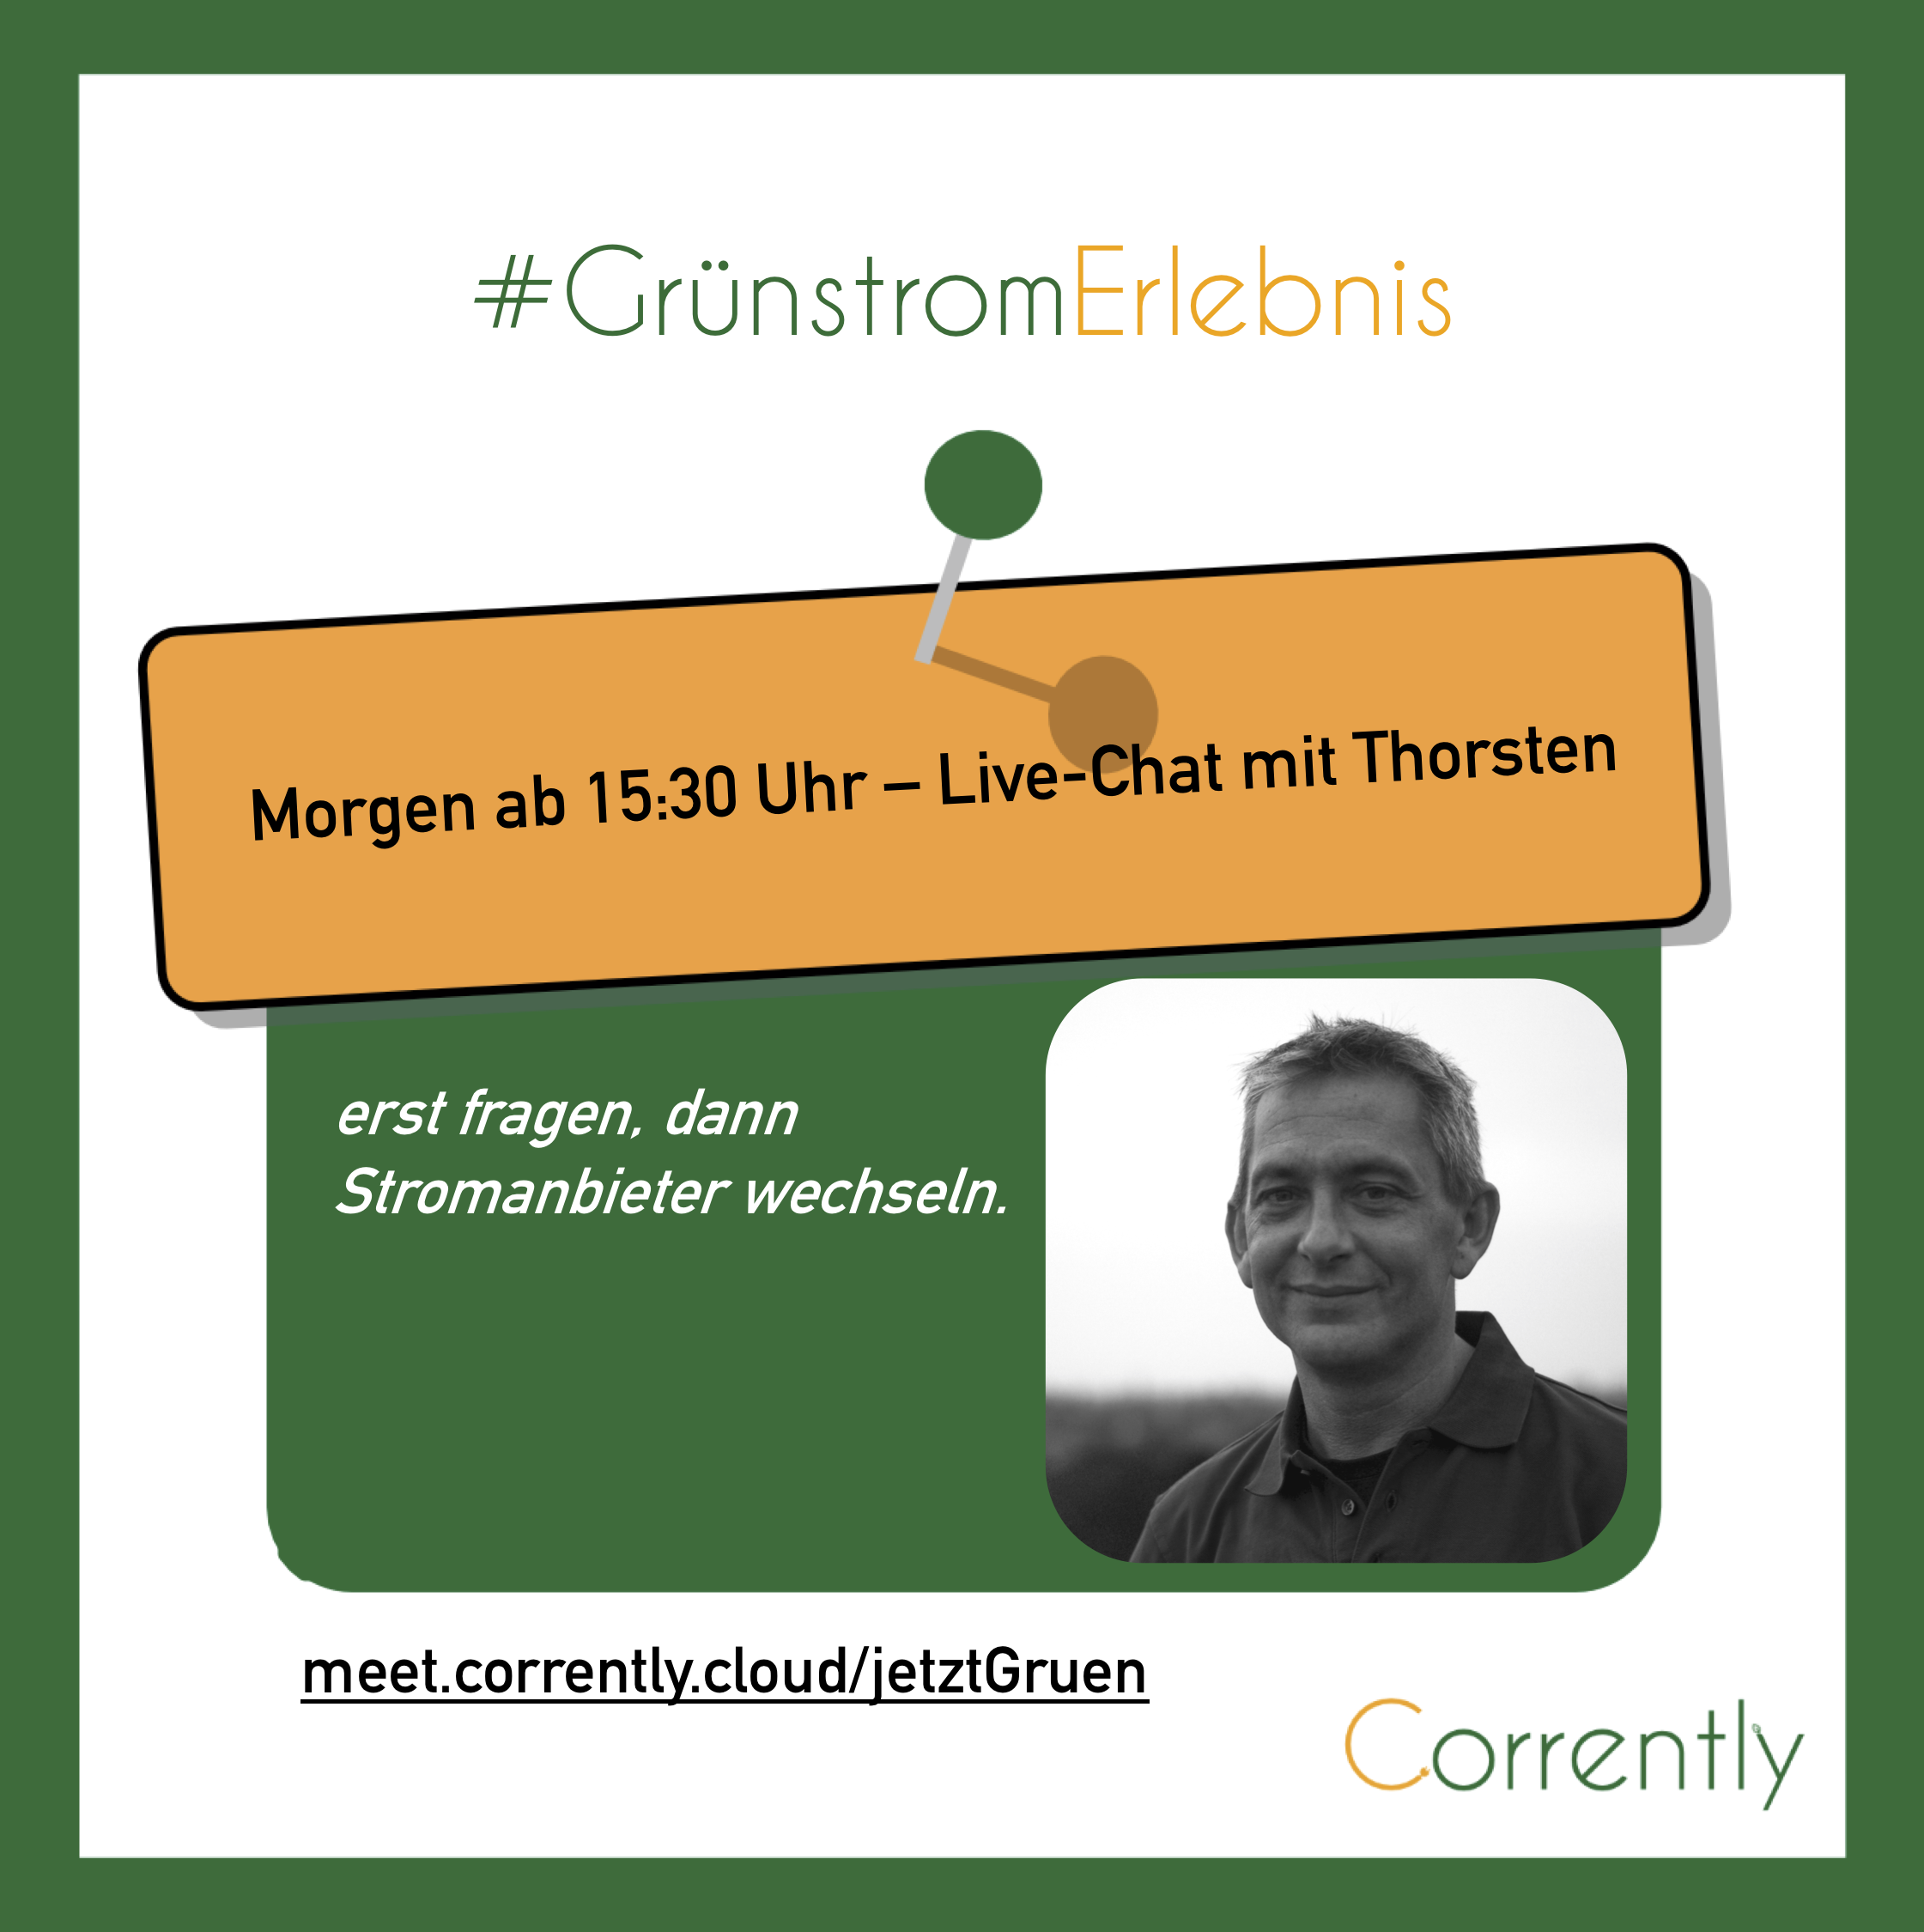 #GrünstromErlebnis
Morgen ab 15:30 Uhr – Live-Chat mit Thorsten
erst fragen, dann
Stromanbieter wechseln.
meet.corrently.cloud/jetztGruen
Corrently